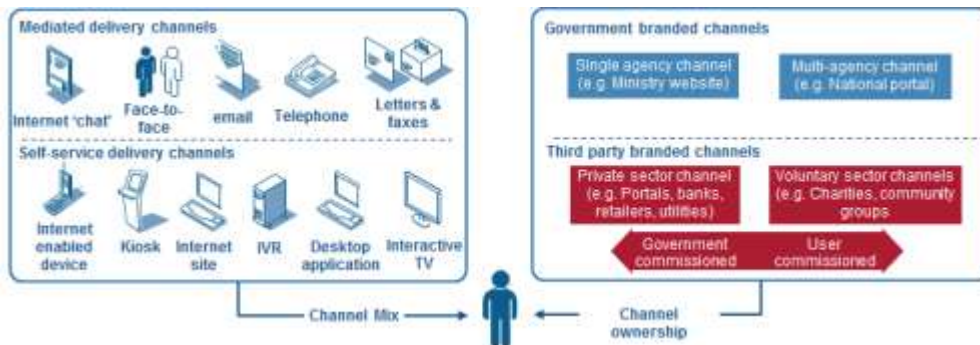 Mediated delivery channels
Internet 'chat'
Face-to-
face
email
Telephone
Letters &
faxes
Self-service delivery channels
Internet
enabled
device
Kiosk
Internet
site
IVR
Desktop
application
Interactive
TV
Government branded channels
Single agency channel
(e.g. Ministry website)
Multi-agency channel
(e.g. National portal)
Third party branded channels
Private sector channel
(e.g. Portals, banks,
retailers, utilities)
Voluntary sector channels
(e.g. Charities, community
groups
Government
commissioned
User
commissioned
Channel Mix
Channel
ownership